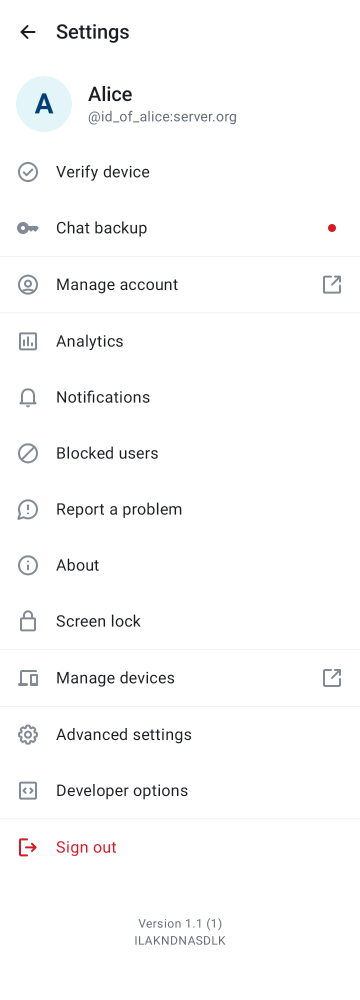 Settings
A
Alice
@id_of_alice:server.org
Verify device
Chat backup
Manage account
Analytics
Notifications
Blocked users
Report a problem
About
Screen lock
Manage devices
Advanced settings
Developer options
Sign out
Version 1.1 (1)
ILAKNDNASDLK